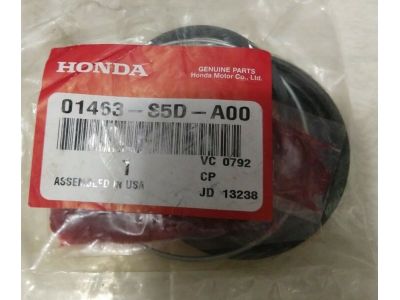 HONDA
GENUINE PARTS
Honda Motor Co., Ltd.
01463-S5D-A00
1
VC 0792
ASSEMBLED IN USA
CP
JD 13238